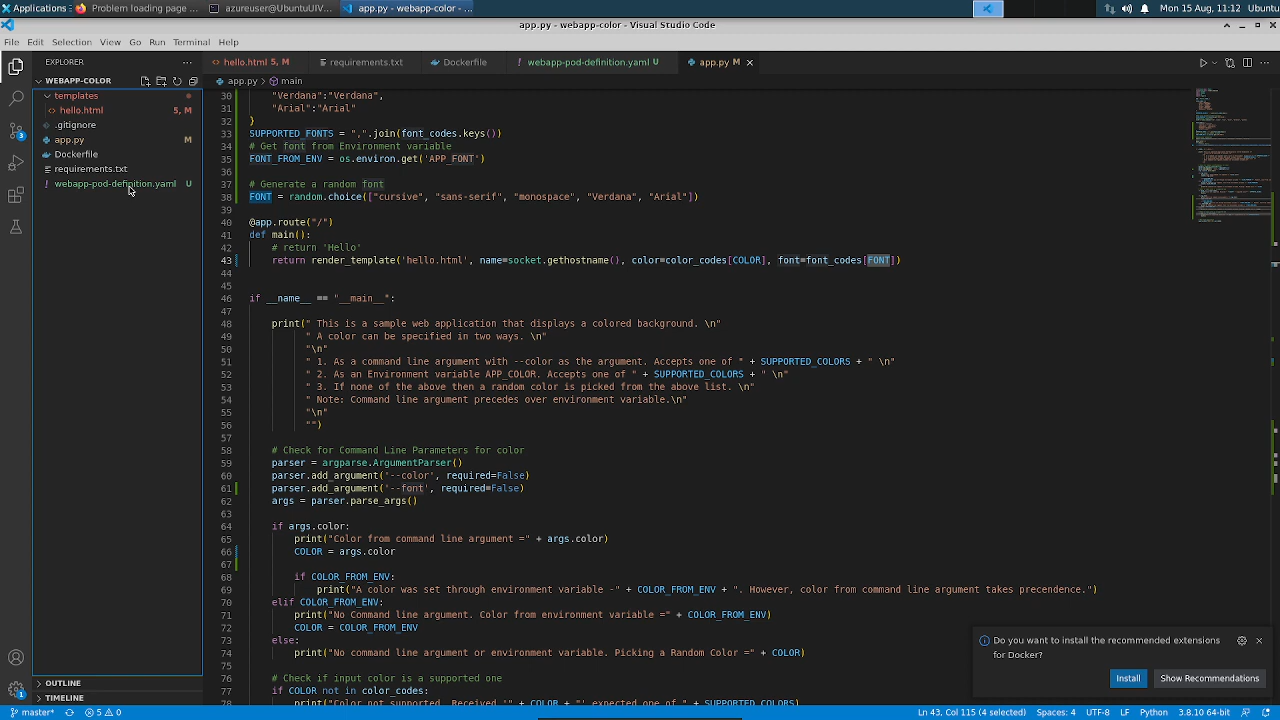 Applications
Problem loading page ...
azureuser@UbuntuUIV...
app.py - webapp-color - ...
Mon 15 Aug, 11:12 Ubuntu
app.py - webapp-color - Visual Studio Code
File Edit Selection View Go Run Terminal Help
EXPLORER
hello.html 5, M
requirements.txt
Dockerfile
webapp-pod-definition.yaml U
app.py M
WEBAPP-COLOR
app.py > main
templates
hello.html 5, M
.gitignore
app.py M
Dockerfile
requirements.txt
webapp-pod-definition.yaml U
30 "Verdana":"Verdana",
31 "Arial":"Arial"
32 }
33 SUPPORTED_FONTS = ",".join(font_codes.keys())
34 # Get font from Environment variable
35 FONT_FROM_ENV = os.environ.get('APP_FONT')
36
37 # Generate a random font
38 FONT = random.choice(["cursive", "sans-serif", "monospace", "Verdana", "Arial"])
39
40 @app.route("/")
41 def main():
42 # return 'Hello'
43 return render_template('hello.html', name=socket.gethostname(), color=color_codes[COLOR], font=font_codes[FONT])
44
45
46 if __name__ == "__main__":
47
48 print(" This is a sample web application that displays a colored background. \n"
49 " A color can be specified in two ways. \n"
50 "\n"
51 " 1. As a command line argument with --color as the argument. Accepts one of " + SUPPORTED_COLORS + " \n"
52 " 2. As an Environment variable APP_COLOR. Accepts one of " + SUPPORTED_COLORS + " \n"
53 " 3. If none of the above then a random color is picked from the above list. \n"
54 " Note: Command line argument precedes over environment variable.\n"
55 "\n"
56 "")
57
58 # Check for Command Line Parameters for color
59 parser = argparse.ArgumentParser()
60 parser.add_argument('--color', required=False)
61 parser.add_argument('--font', required=False)
62 args = parser.parse_args()
63
64 if args.color:
65 print("Color from command line argument =" + args.color)
66 COLOR = args.color
67
68 if COLOR_FROM_ENV:
69 print("A color was set through environment variable -" + COLOR_FROM_ENV + ". However, color from command line argument takes precendence.")
70 elif COLOR_FROM_ENV:
71 print("No Command line argument. Color from environment variable =" + COLOR_FROM_ENV)
72 COLOR = COLOR_FROM_ENV
73 else:
74 print("No command line argument or environment variable. Picking a Random Color =" + COLOR)
75
76 # Check if input color is a supported one
77 if COLOR not in color_codes:
78 print("Color not supported. Received '" + COLOR + "' expected one of " + SUPPORTED_COLORS)
3
1
Do you want to install the recommended extensions
for Docker?
Install
Show Recommendations
OUTLINE
TIMELINE
master*
5 0
Ln 43, Col 115 (4 selected)
Spaces: 4
UTF-8
LF
Python
3.8.10 64-bit